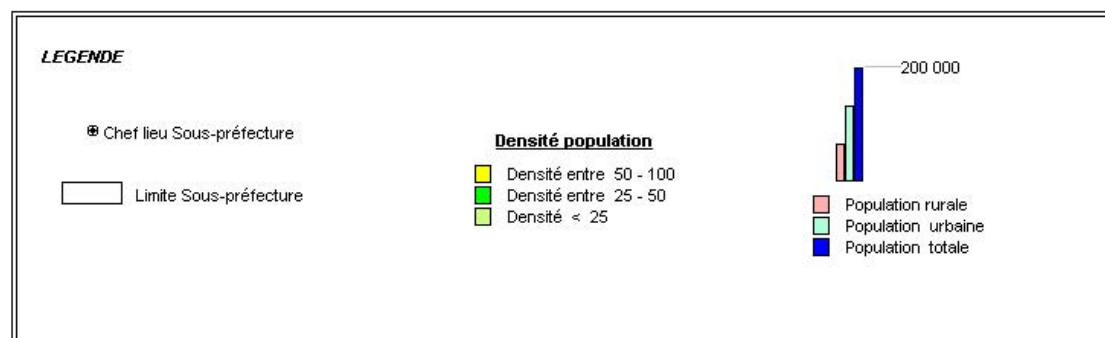 LEGENDE
Chef lieu Sous-préfecture
Limite Sous-préfecture
Densité population
Densité entre 50 - 100
Densité entre 25 - 50
Densité < 25
200 000
Population rurale
Population urbaine
Population totale